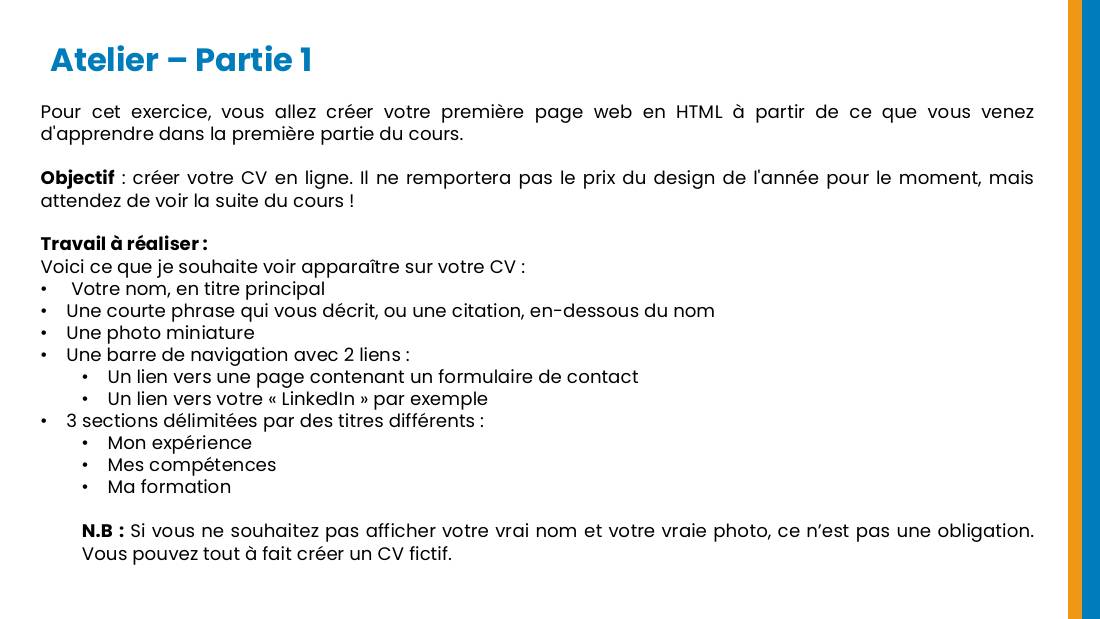 Atelier – Partie 1
Pour cet exercice, vous allez créer votre première page web en HTML à partir de ce que vous venez
d'apprendre dans la première partie du cours.
Objectif : créer votre CV en ligne. Il ne remportera pas le prix du design de l'année pour le moment, mais
attendez de voir la suite du cours !
Travail à réaliser :
Voici ce que je souhaite voir apparaître sur votre CV :
• Votre nom, en titre principal
• Une courte phrase qui vous décrit, ou une citation, en-dessous du nom
• Une photo miniature
• Une barre de navigation avec 2 liens :
• Un lien vers une page contenant un formulaire de contact
• Un lien vers votre « LinkedIn » par exemple
• 3 sections délimitées par des titres différents :
• Mon expérience
• Mes compétences
• Ma formation
N.B : Si vous ne souhaitez pas afficher votre vrai nom et votre vraie photo, ce n’est pas une obligation.
Vous pouvez tout à fait créer un CV fictif.